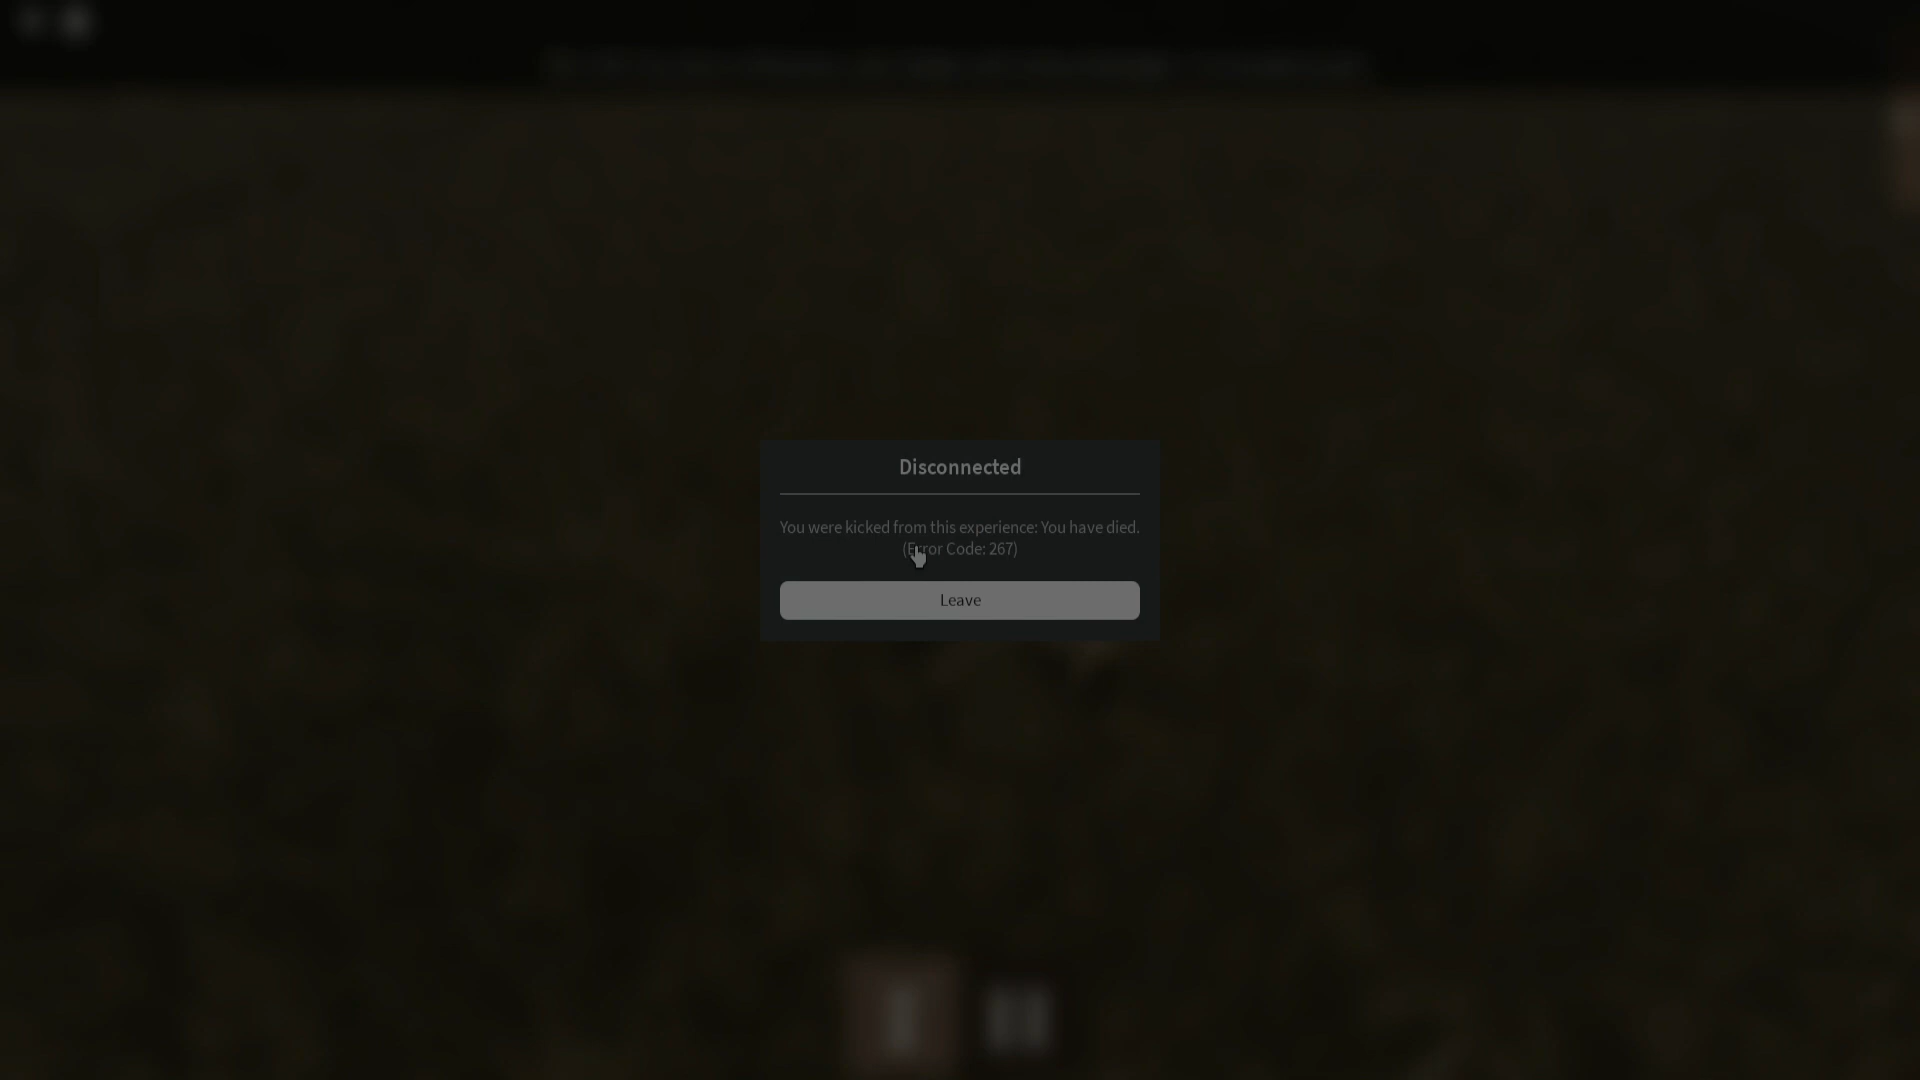 Disconnected
You were kicked from this experience: You have died.
(Error Code: 267)
Leave